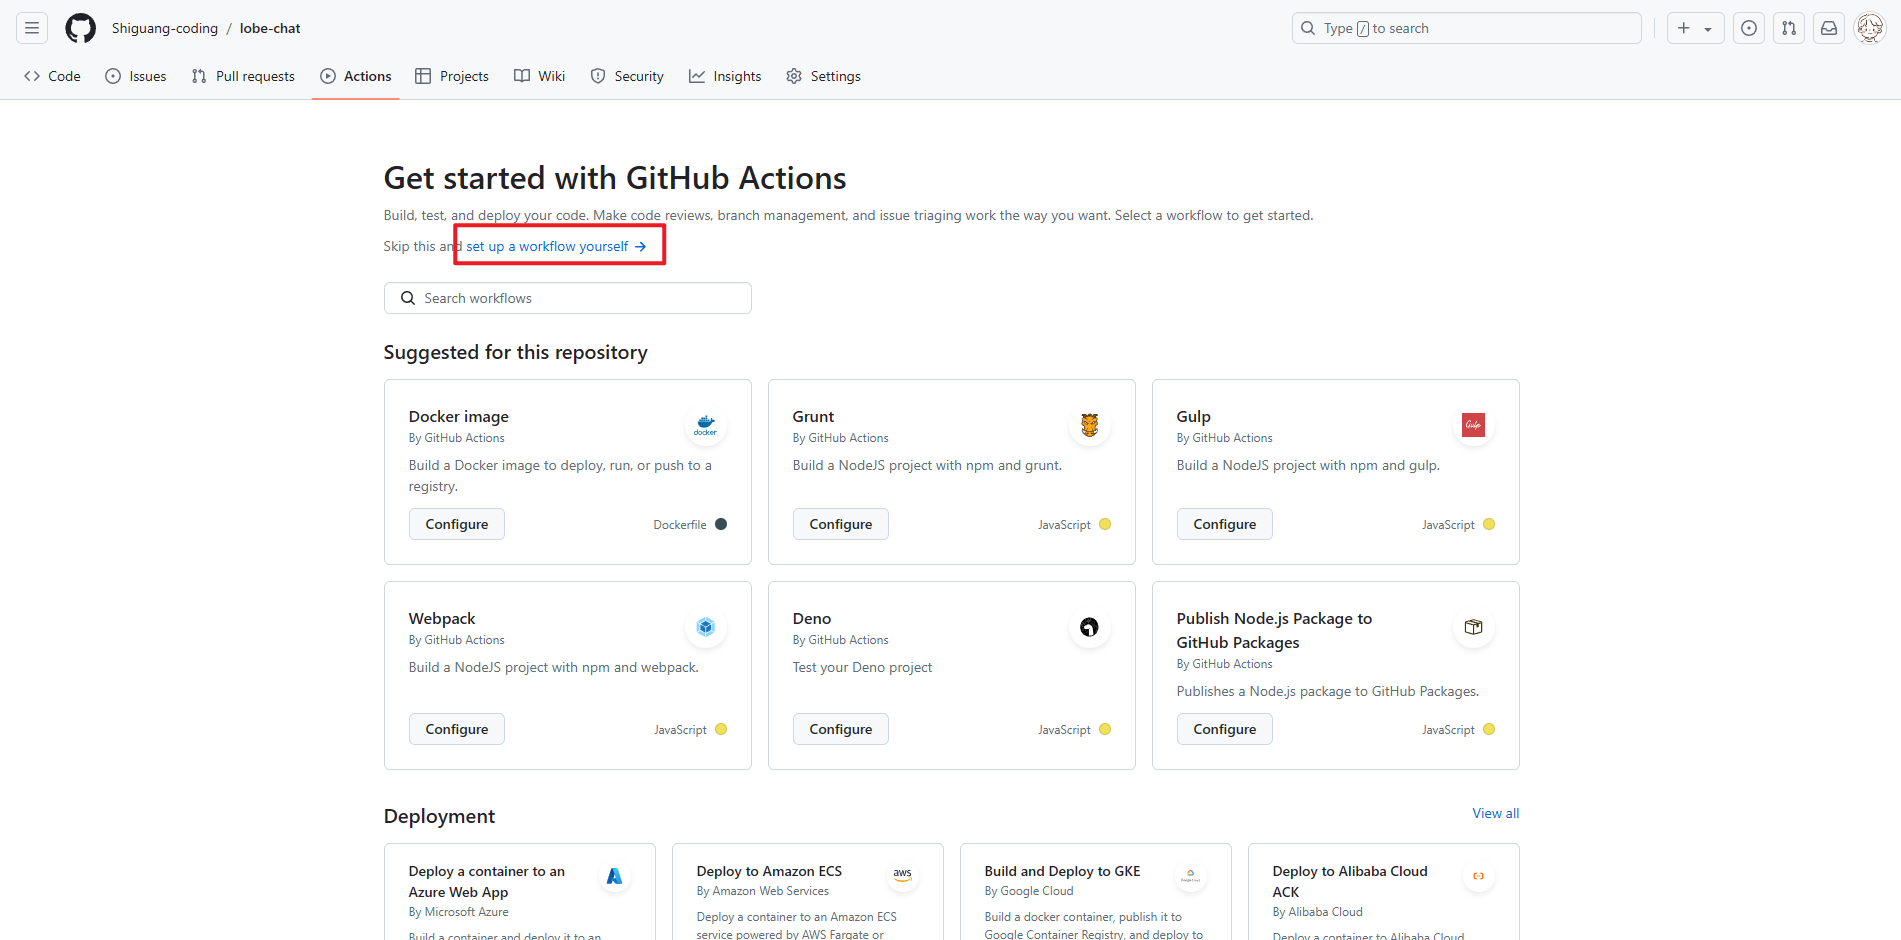 Shiguang-coding / lobe-chat
Type / to search
Code Issues Pull requests Actions Projects Wiki Security Insights Settings
Get started with GitHub Actions
Build, test, and deploy your code. Make code reviews, branch management, and issue triaging work the way you want. Select a workflow to get started.
Skip this and set up a workflow yourself →
Search workflows
Suggested for this repository
Docker image
By GitHub Actions
docker
Build a Docker image to deploy, run, or push to a
registry.
Configure
Dockerfile
Grunt
By GitHub Actions
Build a NodeJS project with npm and grunt.
Configure
JavaScript
Gulp
By GitHub Actions
Gulp
Build a NodeJS project with npm and gulp.
Configure
JavaScript
Webpack
By GitHub Actions
Build a NodeJS project with npm and webpack.
Configure
JavaScript
Deno
By GitHub Actions
Test your Deno project
Configure
JavaScript
Publish Node.js Package to
GitHub Packages
By GitHub Actions
Publishes a Node.js package to GitHub Packages.
Configure
JavaScript
Deployment
View all
Deploy a container to an
Azure Web App
By Microsoft Azure
Build a container and deploy it to an
Deploy to Amazon ECS
By Amazon Web Services
aws
Deploy a container to an Amazon ECS
service powered by AWS Fargate or
Build and Deploy to GKE
By Google Cloud
Google Cloud
Build a docker container, publish it to
Google Container Registry, and deploy to
Deploy to Alibaba Cloud
ACK
By Alibaba Cloud
Deploy a container to Alibaba Cloud